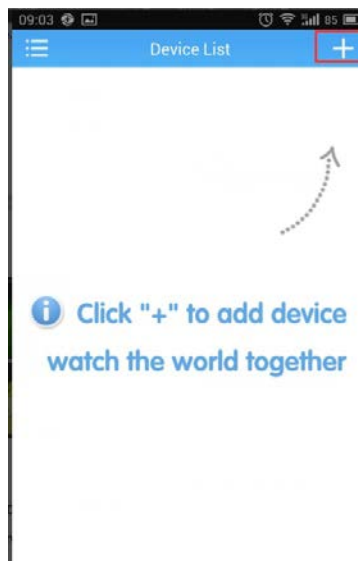 09:03 85
Device List
Click "+" to add device
watch the world together